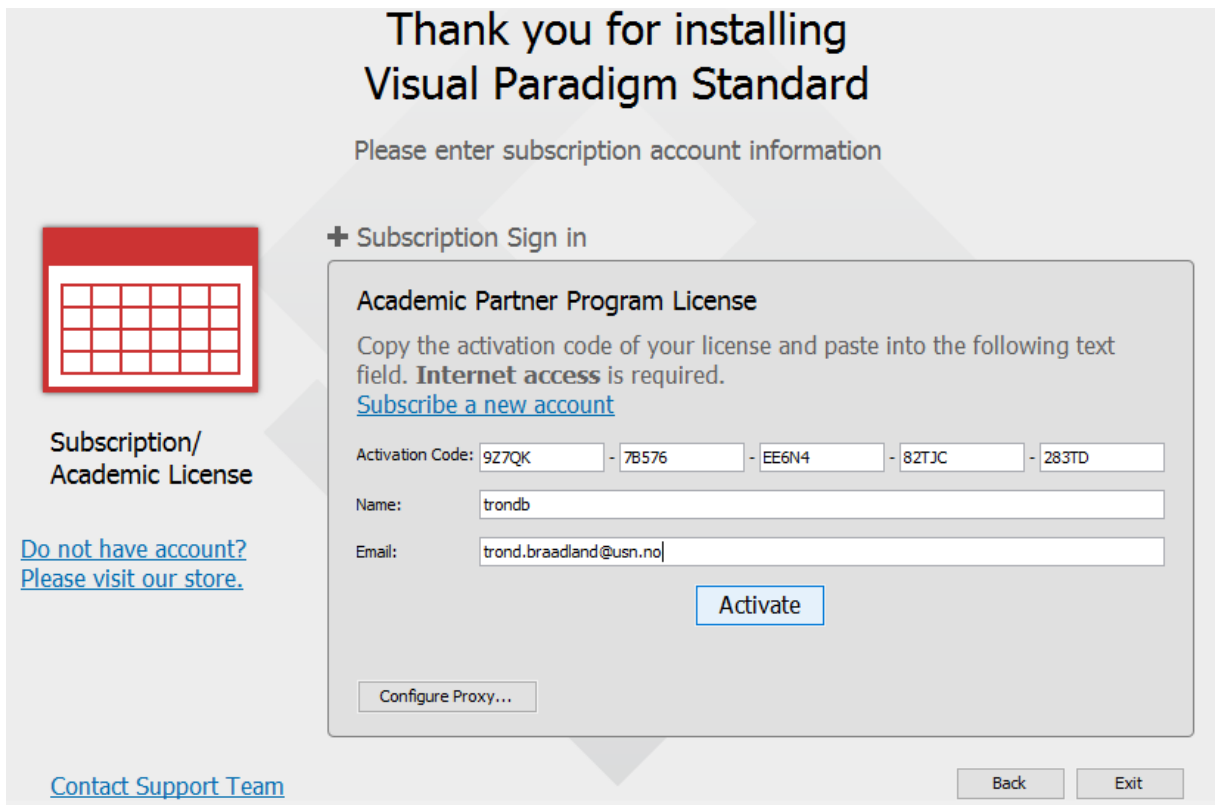 Thank you for installing
Visual Paradigm Standard
Please enter subscription account information
Subscription Sign in
Academic Partner Program License
Copy the activation code of your license and paste into the following text
field. Internet access is required.
Subscribe a new account
Subscription/
Academic License
Activation Code: 9Z7QK - 7B576 - EE6N4 - 82TJC - 283TD
Name: trondb
Email: trond.braadland@usn.no
Do not have account?
Please visit our store.
Activate
Configure Proxy...
Contact Support Team
Back Exit